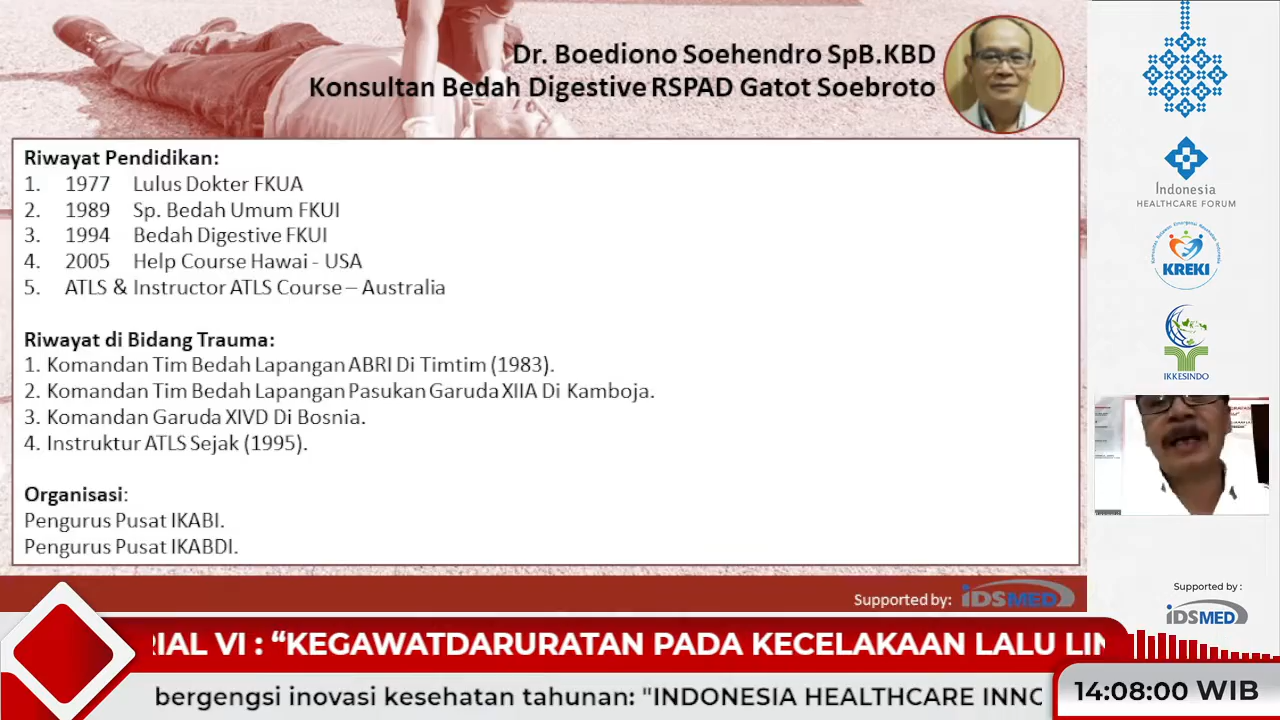 Dr. Boediono Soehendro SpB.KBD
Konsultan Bedah Digestive RSPAD Gatot Soebroto
Riwayat Pendidikan:
1. 1977 Lulus Dokter FKUA
2. 1989 Sp. Bedah Umum FKUI
3. 1994 Bedah Digestive FKUI
4. 2005 Help Course Hawai - USA
5. ATLS & Instructor ATLS Course – Australia
Riwayat di Bidang Trauma:
1. Komandan Tim Bedah Lapangan ABRI Di Timtim (1983).
2. Komandan Tim Bedah Lapangan Pasukan Garuda XIIA Di Kamboja.
3. Komandan Garuda XIVD Di Bosnia.
4. Instruktur ATLS Sejak (1995).
Organisasi:
Pengurus Pusat IKABI.
Pengurus Pusat IKABDI.
Supported by: iDSMED
Indonesia
HEALTHCARE FORUM
KREKI
IKKESINDO
Supported by :
iDSMED
RIAL VI : “KEGAWATDARURATAN PADA KECELAKAAN LALU LIN
bergengsi inovasi kesehatan tahunan: "INDONESIA HEALTHCARE INNO
14:08:00 WIB